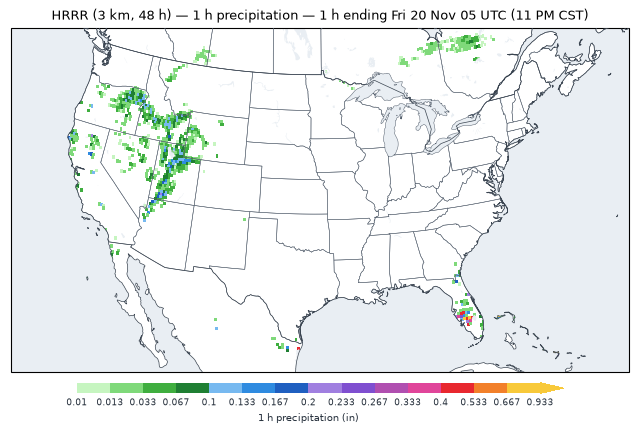 HRRR (3 km, 48 h) — 1 h precipitation — 1 h ending Fri 20 Nov 05 UTC (11 PM CST)
0.01 0.013 0.033 0.067 0.1 0.133 0.167 0.2 0.233 0.267 0.333 0.4 0.533 0.667 0.933
1 h precipitation (in)